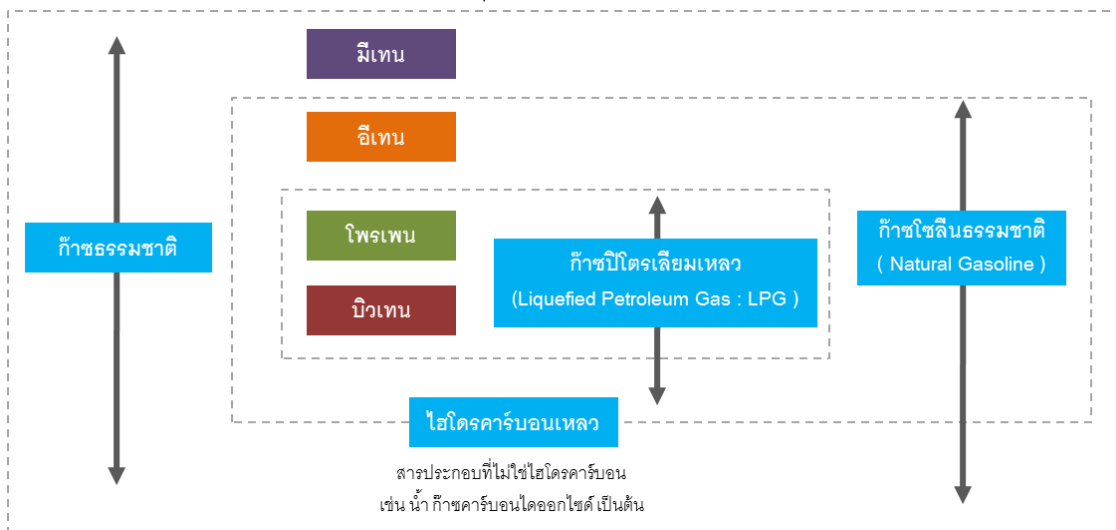 มีเทน
อีเทน
ก๊าซธรรมชาติ
โพรเพน
บิวเทน
ก๊าซปิโตรเลียมเหลว
(Liquefied Petroleum Gas : LPG )
ก๊าซโซลีนธรรมชาติ
( Natural Gasoline )
ไฮโดรคาร์บอนเหลว
สารประกอบที่ไม่ใช่ไฮโดรคาร์บอน
เช่น น้ำ ก๊าซคาร์บอนไดออกไซด์ เป็นต้น